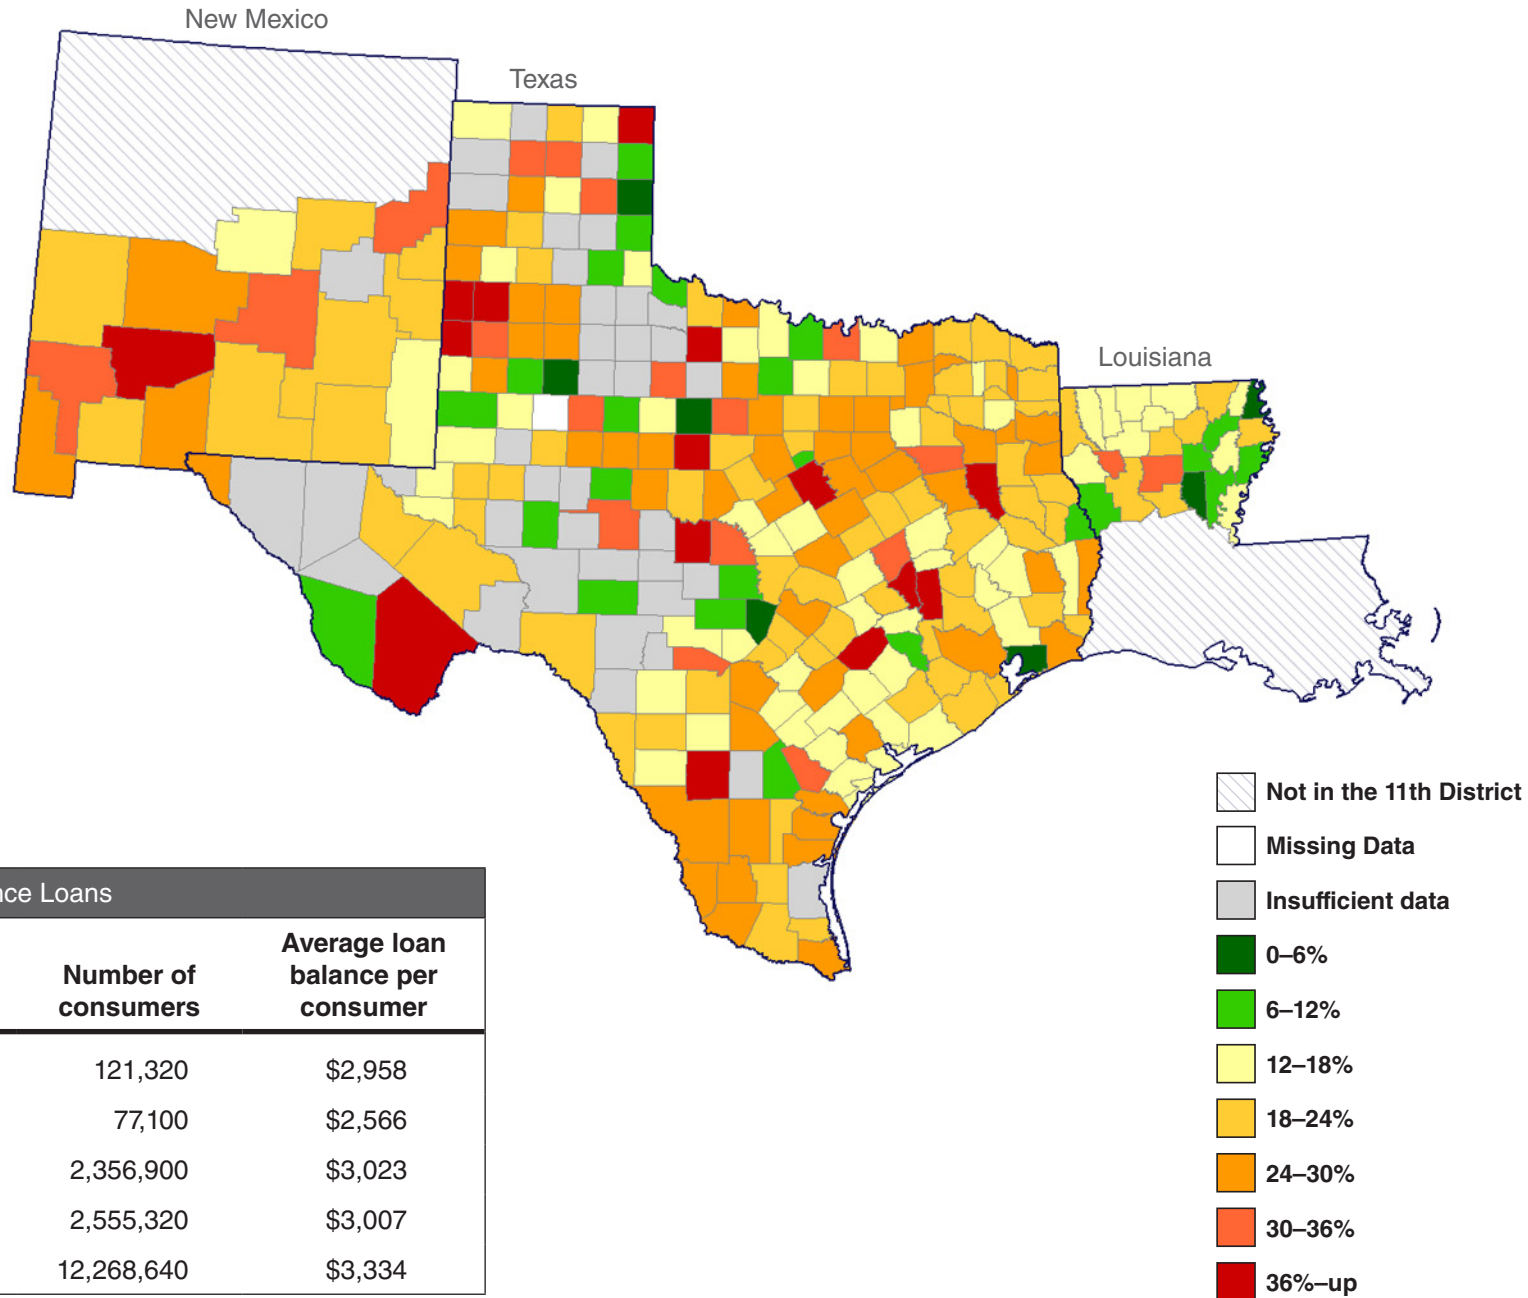 New Mexico
Texas
Louisiana
Not in the 11th District
Missing Data
Insufficient data
0–6%
6–12%
12–18%
18–24%
24–30%
30–36%
36%–up
Loans
Number of
consumers
Average loan
balance per
consumer
121,320 $2,958
77,100 $2,566
2,356,900 $3,023
2,555,320 $3,007
12,268,640 $3,334